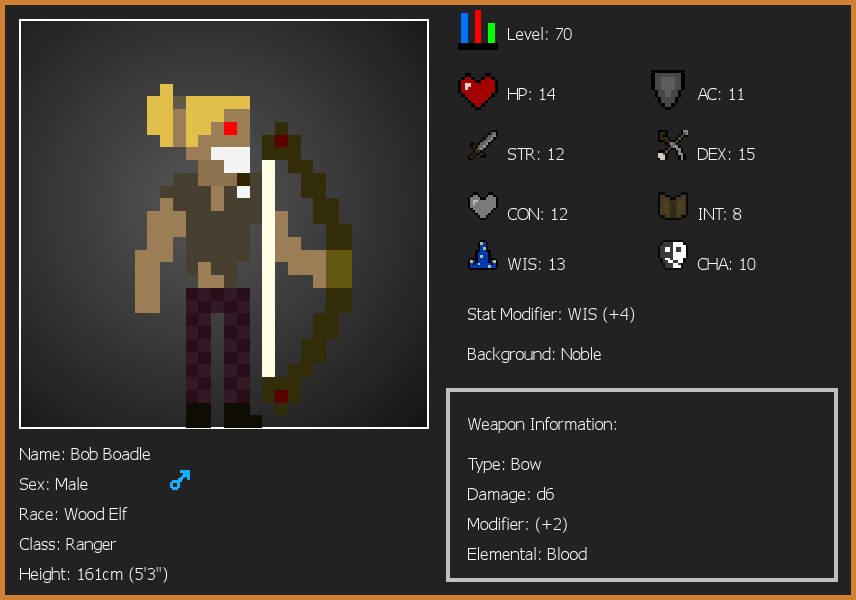 Level: 70
HP: 14
AC: 11
STR: 12
DEX: 15
CON: 12
INT: 8
WIS: 13
CHA: 10
Stat Modifier: WIS (+4)
Background: Noble
Weapon Information:
Type: Bow
Damage: d6
Modifier: (+2)
Elemental: Blood
Name: Bob Boadle
Sex: Male
Race: Wood Elf
Class: Ranger
Height: 161cm (5'3")